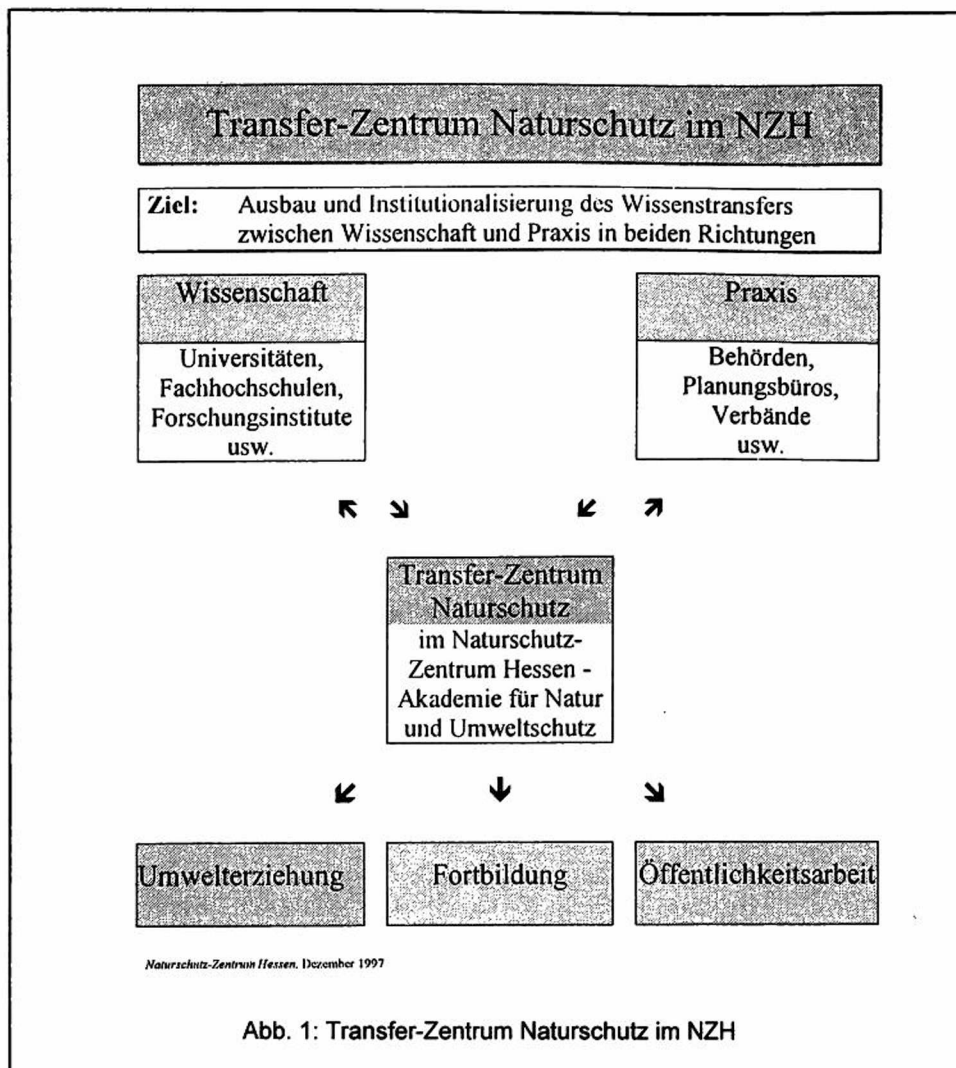 Transfer-Zentrum Naturschutz im NZH
Ziel: Ausbau und Institutionalisierung des Wissenstransfers
zwischen Wissenschaft und Praxis in beiden Richtungen
Wissenschaft
Universitäten,
Fachhochschulen,
Forschungsinstitute
usw.
Praxis
Behörden,
Planungsbüros,
Verbände
usw.
Transfer-Zentrum
Naturschutz
im Naturschutz-
Zentrum Hessen -
Akademie für Natur
und Umweltschutz
Umwelterziehung
Fortbildung
Öffentlichkeitsarbeit
Naturschutz-Zentrum Hessen, Dezember 1997
Abb. 1: Transfer-Zentrum Naturschutz im NZH